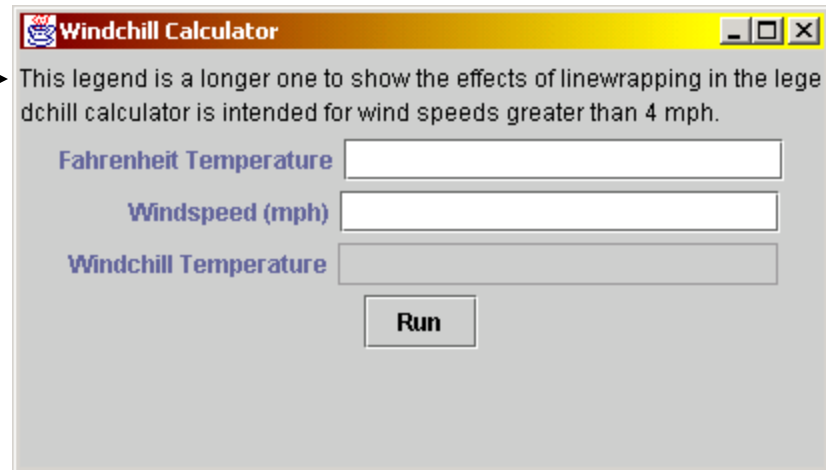 Windchill Calculator
This legend is a longer one to show the effects of linewrapping in the lege
dchill calculator is intended for wind speeds greater than 4 mph.
Fahrenheit Temperature
Windspeed (mph)
Windchill Temperature
Run